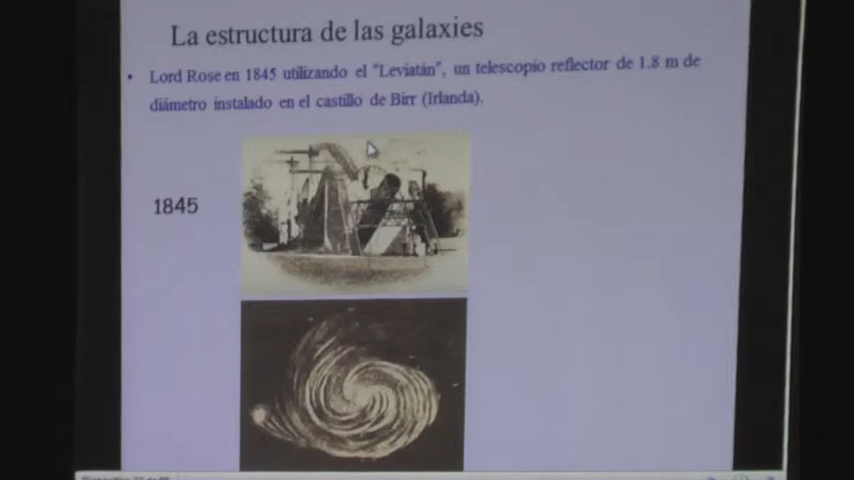 La estructura de las galaxies
• Lord Rose en 1845 utilizando el "Leviatán", un telescopio reflector de 1.8 m de
diámetro instalado en el castillo de Birr (Irlanda).
1845